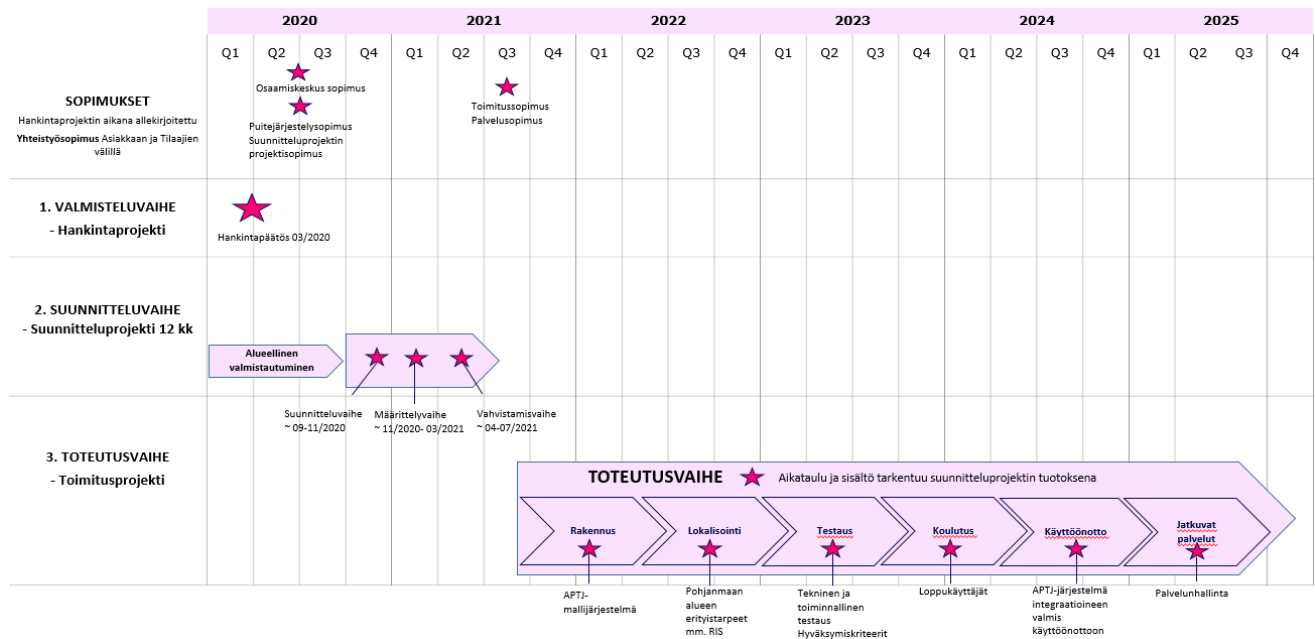 2020 2021 2022 2023 2024 2025
Q1 Q2 Q3 Q4 Q1 Q2 Q3 Q4 Q1 Q2 Q3 Q4 Q1 Q2 Q3 Q4 Q1 Q2 Q3 Q4 Q1 Q2 Q3 Q4
SOPIMUKSET
Hankintaprojektin aikana allekirjoitettu
Yhteistyösopimus Asiakkaan ja Tilaajien
välillä
Osaamiskeskus sopimus
Puitejärjestelysopimus
Suunnitteluprojektin
projektisopimus
Toimitussopimus
Palvelusopimus
1. VALMISTELUVAIHE
- Hankintaprojekti
Hankintapäätös 03/2020
2. SUUNNITTELUVAIHE
- Suunnitteluprojekti 12 kk
Alueellinen
valmistautuminen
Suunnitteluvaihe
~ 09-11/2020
Määrittelyvaihe
~ 11/2020- 03/2021
Vahvistamisvaihe
~ 04-07/2021
3. TOTEUTUSVAIHE
- Toimitusprojekti
TOTEUTUSVAIHE
Aikataulu ja sisältö tarkentuu suunnitteluprojektin tuotoksena
Rakennus
Lokalisointi
Testaus
Koulutus
Käyttöönotto
Jatkuvat
palvelut
APTJ-
mallijärjestelmä
Pohjanmaan
alueen
erityistarpeet
mm. RIS
Tekninen ja
toiminnallinen
testaus
Hyväksymiskriteerit
Loppukäyttäjät
APTJ-järjestelmä
integraatioineen
valmis
käyttöönottoon
Palvelunhallinta